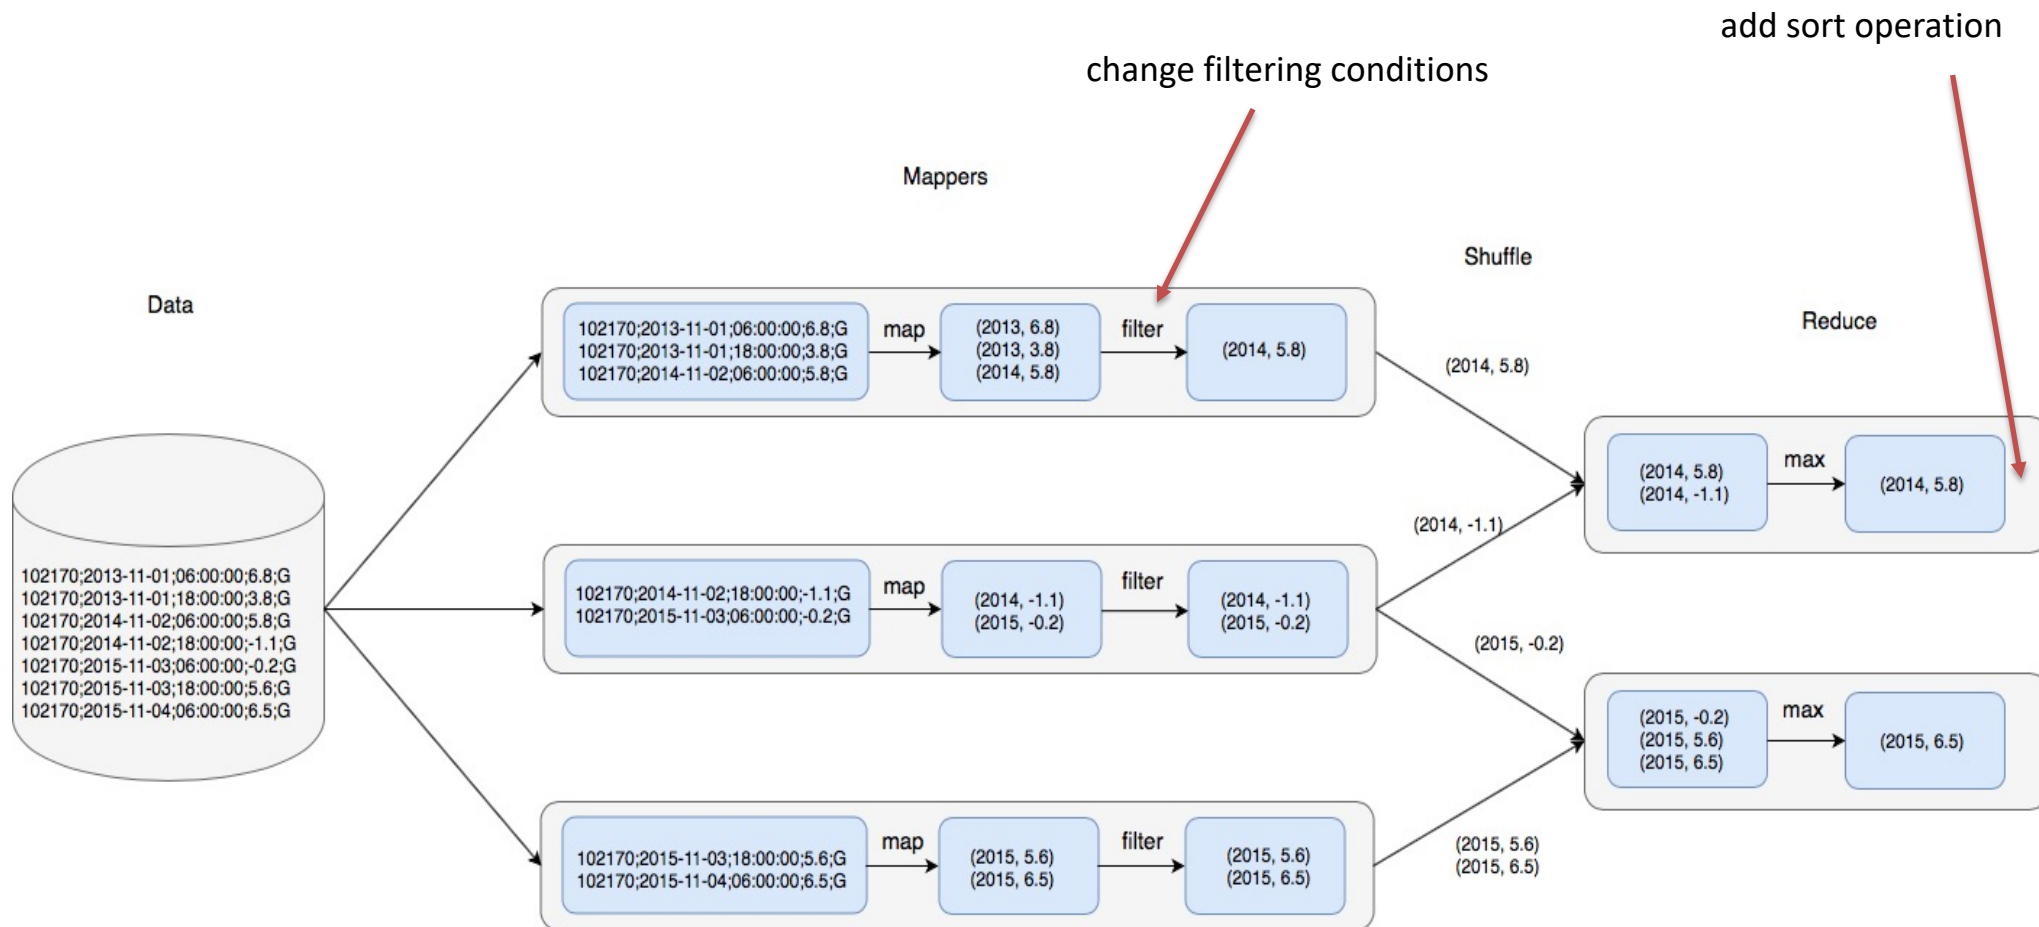 add sort operation
change filtering conditions
Mappers
Shuffle
Data
Reduce
102170;2013-11-01;06:00:00;6.8;G
102170;2013-11-01;18:00:00;3.8;G
102170;2014-11-02;06:00:00;5.8;G
map
(2013, 6.8)
(2013, 3.8)
(2014, 5.8)
filter
(2014, 5.8)
(2014, 5.8)
(2014, 5.8)
(2014, -1.1)
max
(2014, 5.8)
(2014, -1.1)
102170;2013-11-01;06:00:00;6.8;G
102170;2013-11-01;18:00:00;3.8;G
102170;2014-11-02;06:00:00;5.8;G
102170;2014-11-02;18:00:00;-1.1;G
102170;2015-11-03;06:00:00;-0.2;G
102170;2015-11-03;18:00:00;5.6;G
102170;2015-11-04;06:00:00;6.5;G
102170;2014-11-02;18:00:00;-1.1;G
102170;2015-11-03;06:00:00;-0.2;G
map
(2014, -1.1)
(2015, -0.2)
filter
(2014, -1.1)
(2015, -0.2)
(2015, -0.2)
(2015, -0.2)
(2015, 5.6)
(2015, 6.5)
max
(2015, 6.5)
102170;2015-11-03;18:00:00;5.6;G
102170;2015-11-04;06:00:00;6.5;G
map
(2015, 5.6)
(2015, 6.5)
filter
(2015, 5.6)
(2015, 6.5)
(2015, 5.6)
(2015, 6.5)